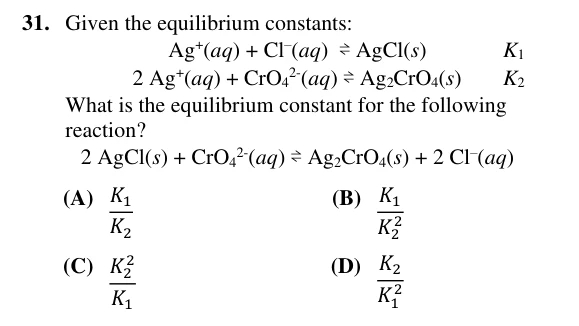 31. Given the equilibrium constants:
Ag⁺(aq) + Cl⁻(aq) ⇌ AgCl(s) K₁
2 Ag⁺(aq) + CrO₄²⁻(aq) ⇌ Ag₂CrO₄(s) K₂
What is the equilibrium constant for the following
reaction?
2 AgCl(s) + CrO₄²⁻(aq) ⇌ Ag₂CrO₄(s) + 2 Cl⁻(aq)
(A) K₁/K₂ (B) K₁/K₂²
(C) K₂²/K₁ (D) K₂/K₁²